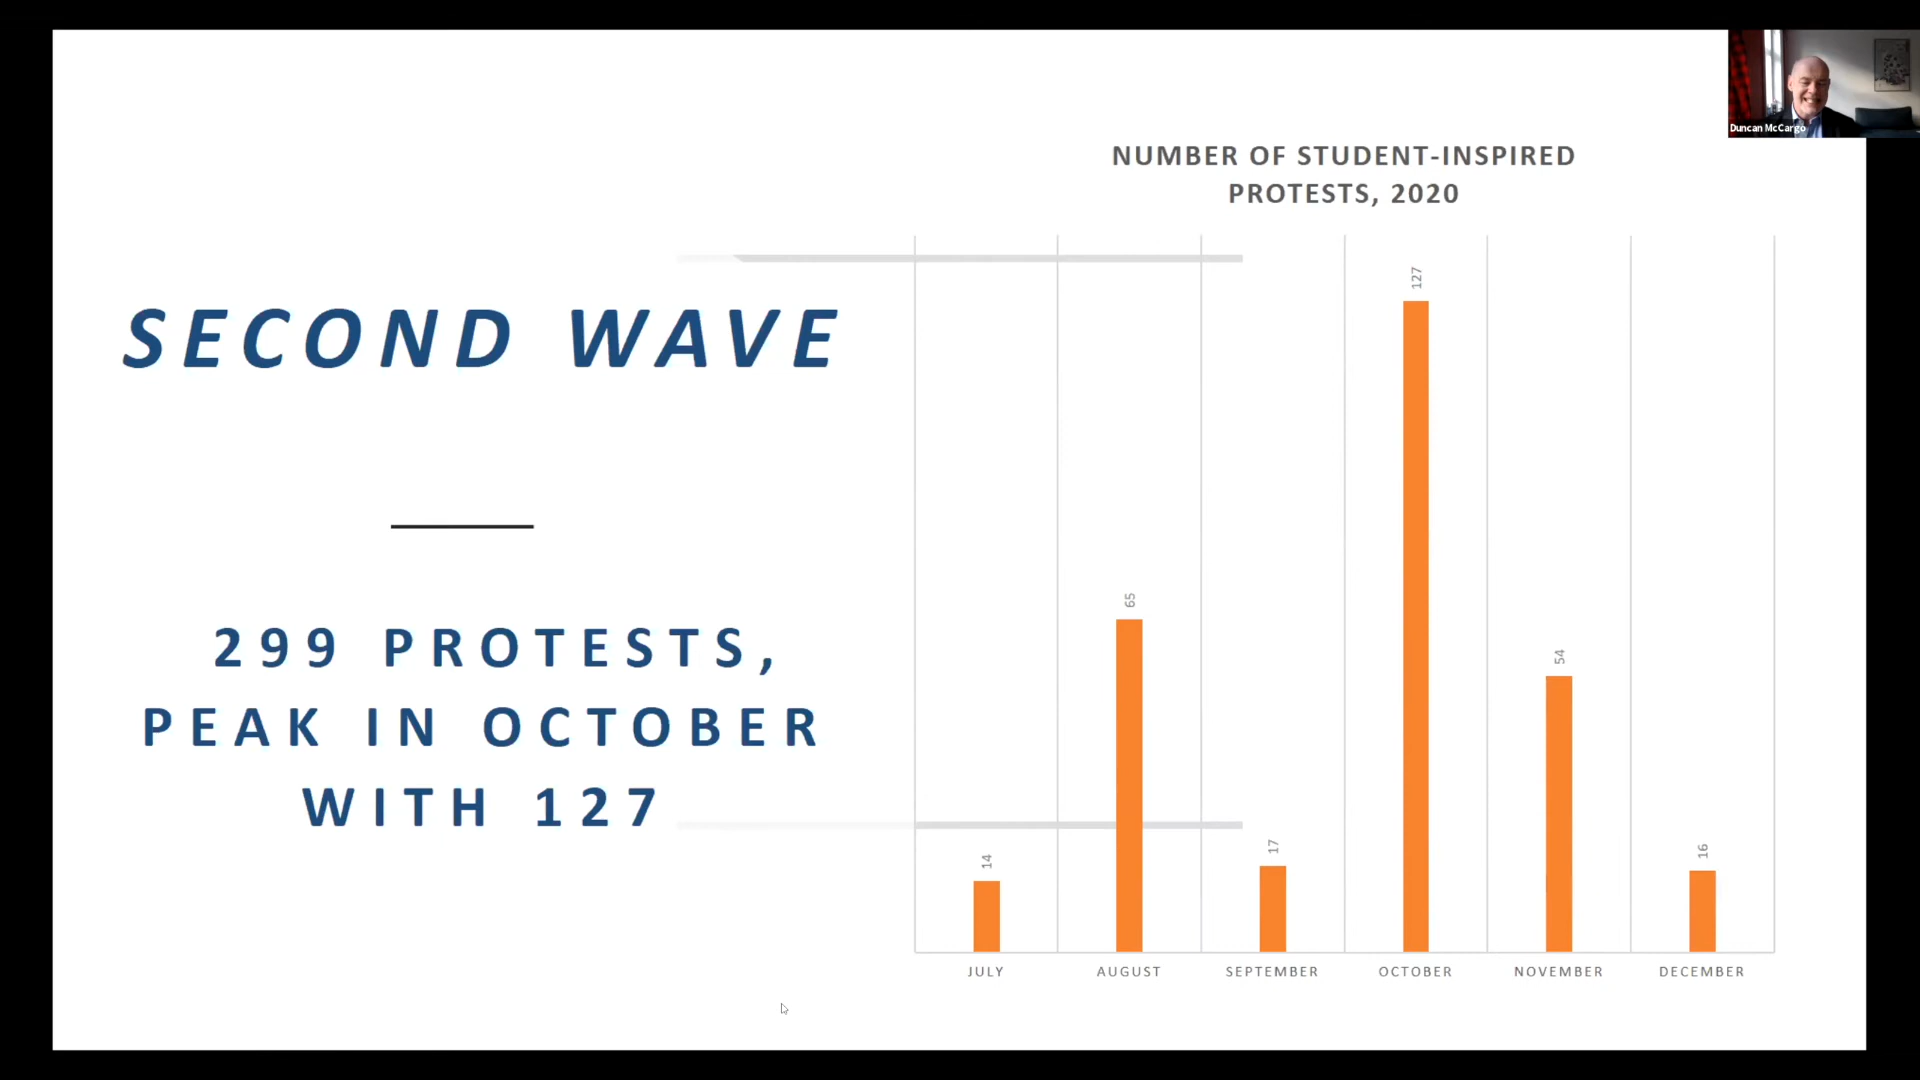 Duncan McCargo
NUMBER OF STUDENT-INSPIRED
PROTESTS, 2020
SECOND WAVE
299 PROTESTS,
PEAK IN OCTOBER
WITH 127
14
65
17
127
54
16
JULY
AUGUST
SEPTEMBER
OCTOBER
NOVEMBER
DECEMBER